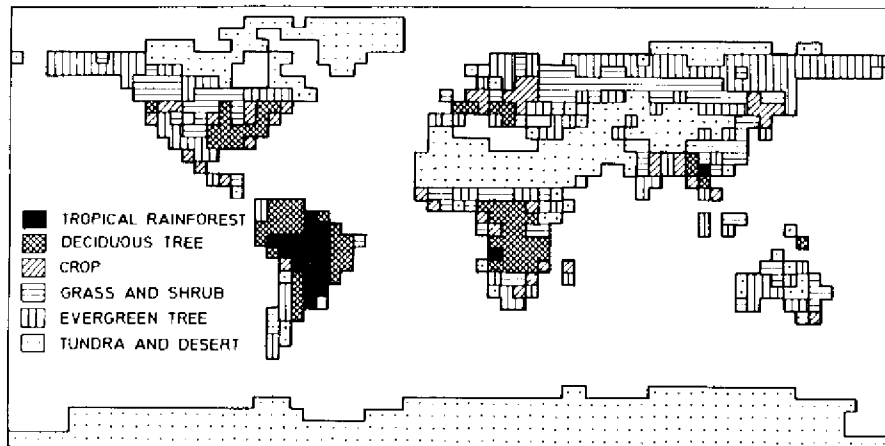 TROPICAL RAINFOREST
DECIDUOUS TREE
CROP
GRASS AND SHRUB
EVERGREEN TREE
TUNDRA AND DESERT